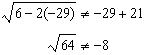 √(6 − 2(−29)) ≠ −29 + 21
√64 ≠ −8